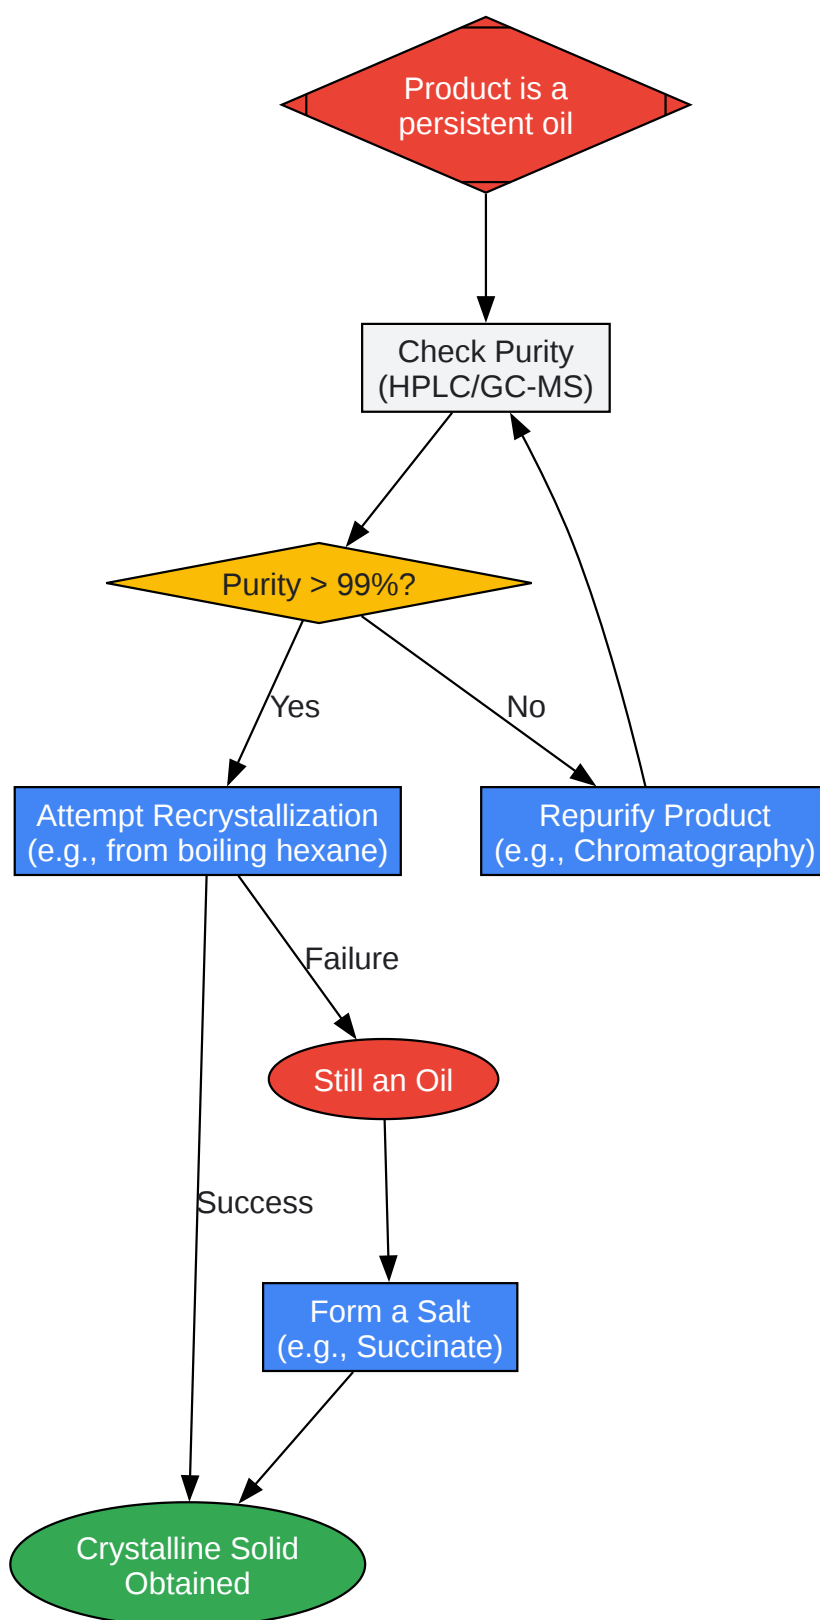 Product is a
persistent oil
Check Purity
(HPLC/GC-MS)
Purity > 99%?
Yes
No
Attempt Recrystallization
(e.g., from boiling hexane)
Repurify Product
(e.g., Chromatography)
Failure
Still an Oil
Success
Form a Salt
(e.g., Succinate)
Crystalline Solid
Obtained